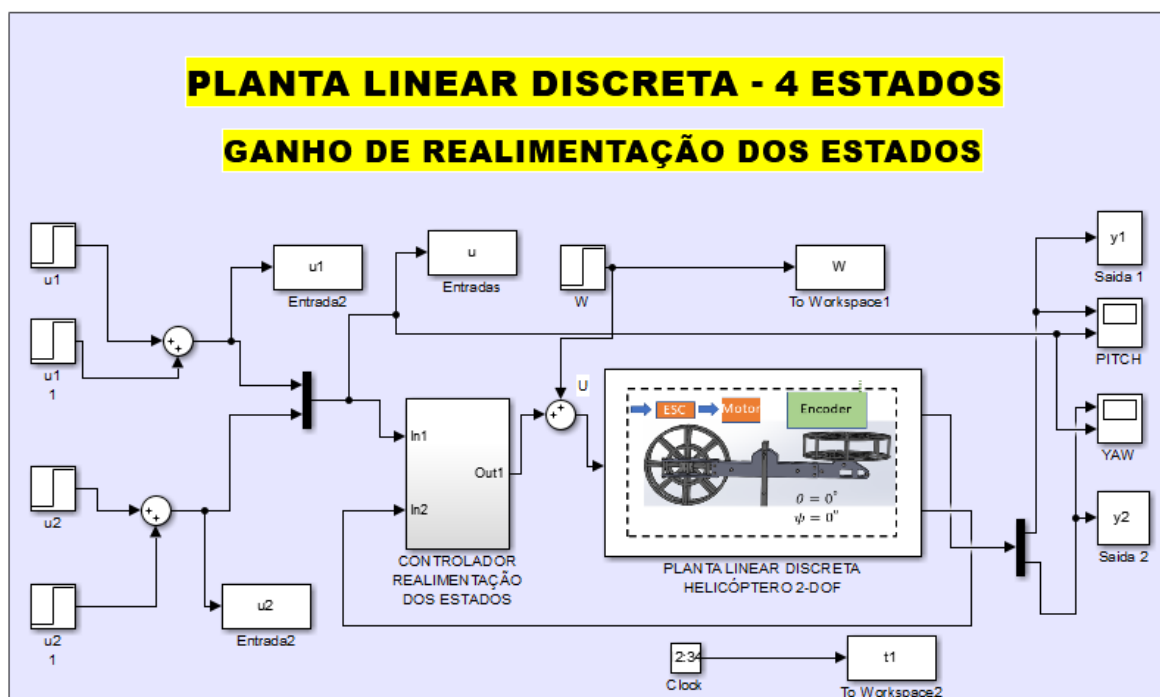 PLANTA LINEAR DISCRETA - 4 ESTADOS
GANHO DE REALIMENTAÇÃO DOS ESTADOS
u1
u1
Entrada2
u
Entradas
W
W
To Workspace1
y1
Saida 1
u1
1
PITCH
U
ESC
Motor
Encoder
In1
Out1
In2
θ = 0°
ψ = 0°
YAW
u2
y2
Saida 2
CONTROLADOR
REALIMENTAÇÃO
DOS ESTADOS
PLANTA LINEAR DISCRETA
HELICÓPTERO 2-DOF
u2
1
u2
Entrada2
2:34
Clock
t1
To Workspace2